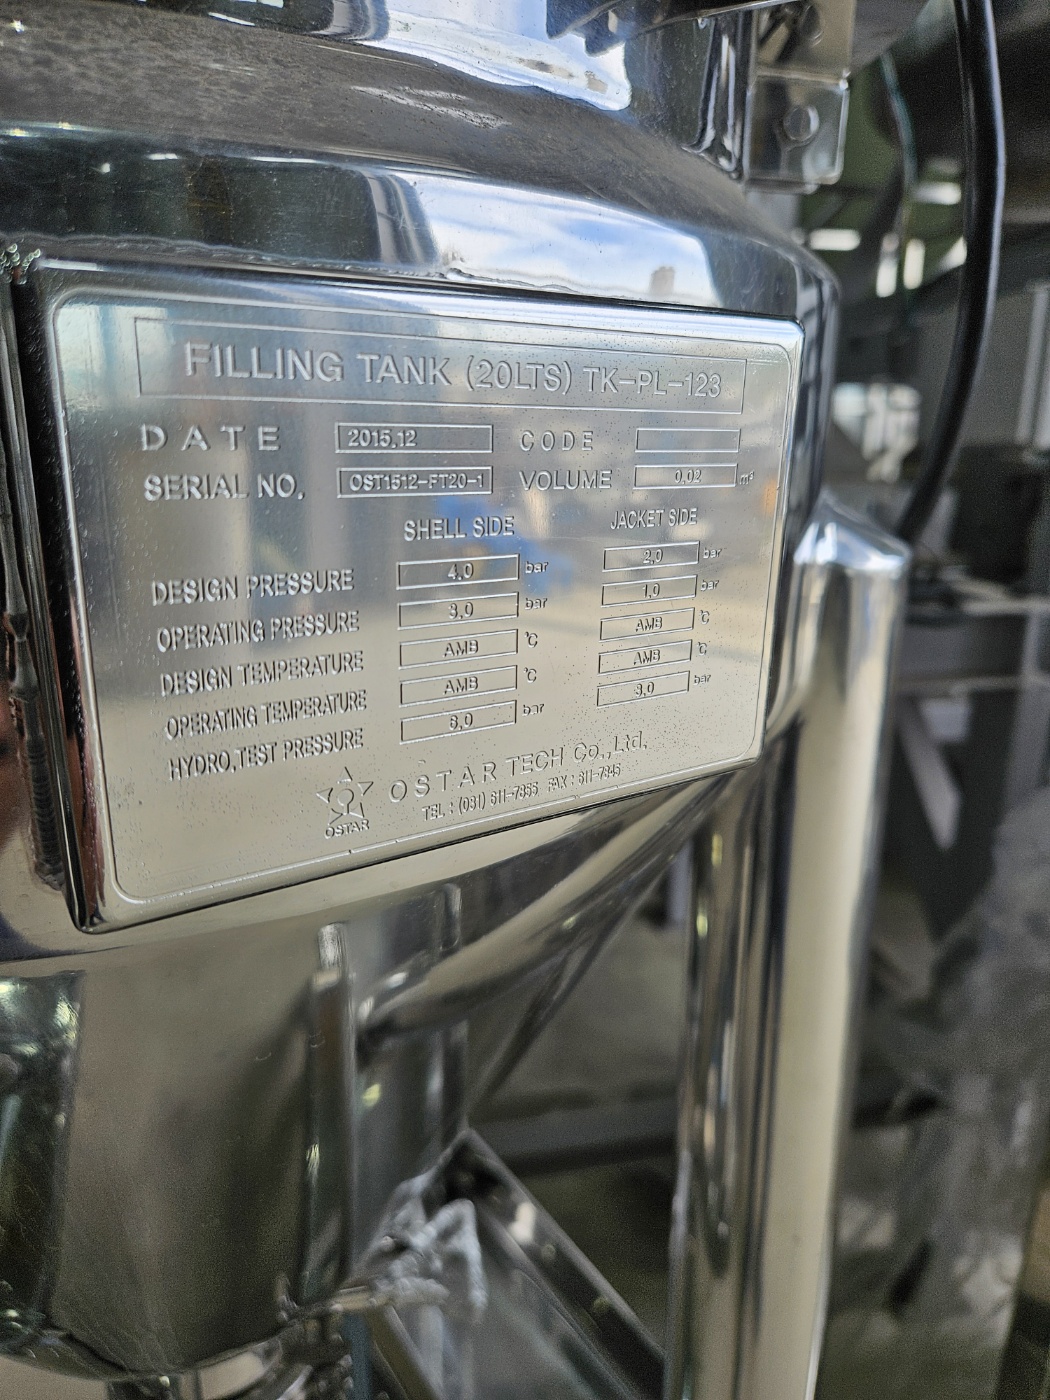 FILLING TANK (20LTS) TK-PL-123
DATE 2015.12 CODE
SERIAL NO. OST1512-FT20-1 VOLUME 0.02 m³
SHELL SIDE JACKET SIDE
DESIGN PRESSURE 4.0 bar 2.0 bar
OPERATING PRESSURE 3.0 bar 1.0 bar
DESIGN TEMPERATURE AMB ℃ AMB ℃
OPERATING TEMPERATURE AMB ℃ AMB ℃
HYDRO.TEST PRESSURE 6.0 bar 3.0 bar
OSTAR TECH Co.,Ltd.
OSTAR
TEL : (031) FAX :